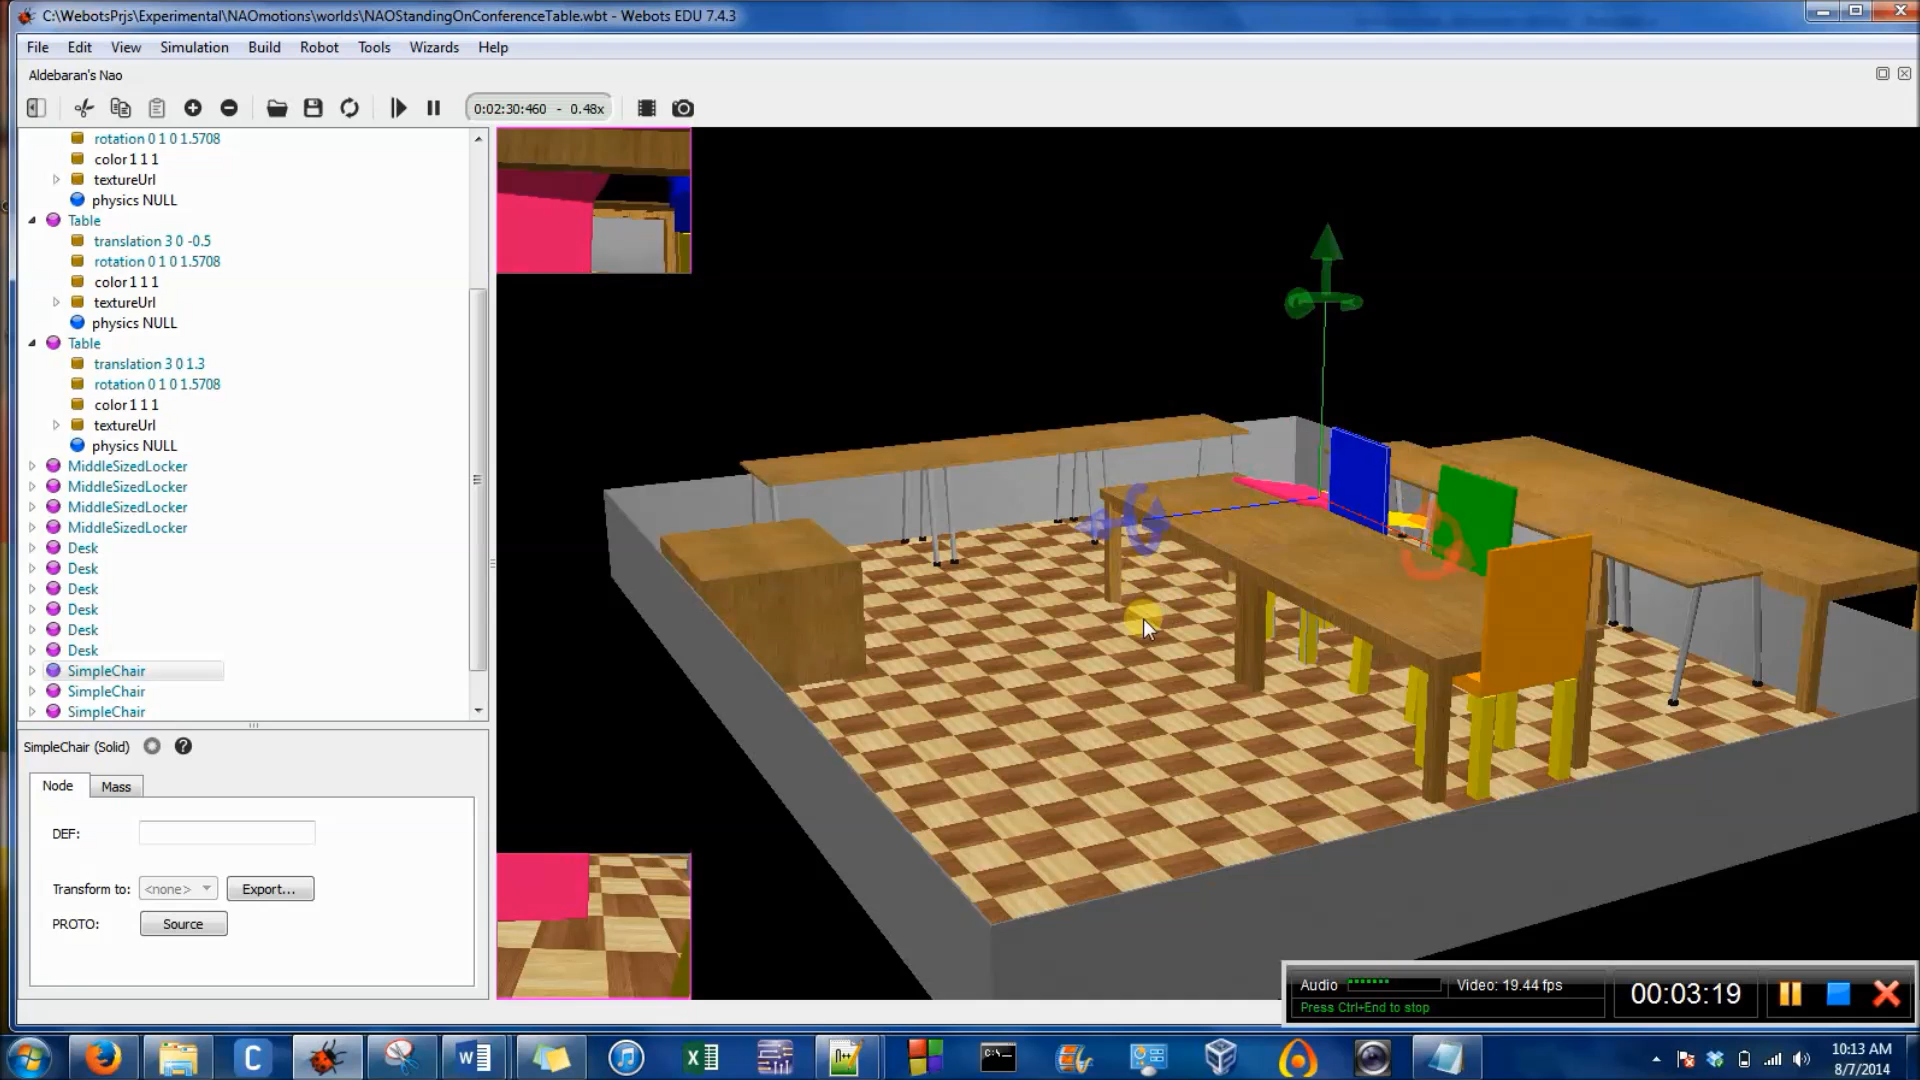 C:\WebotsPrjs\Experimental\NAOmotions\worlds\NAOStandingOnConferenceTable.wbt - Webots EDU 7.4.3
File Edit View Simulation Build Robot Tools Wizards Help
Aldebaran's Nao
0:02:30:460 - 0.48x
rotation 0 1 0 1.5708
color 1 1 1
textureUrl
physics NULL
Table
translation 3 0 -0.5
rotation 0 1 0 1.5708
color 1 1 1
textureUrl
physics NULL
Table
translation 3 0 1.3
rotation 0 1 0 1.5708
color 1 1 1
textureUrl
physics NULL
MiddleSizedLocker
MiddleSizedLocker
MiddleSizedLocker
MiddleSizedLocker
Desk
Desk
Desk
Desk
Desk
Desk
SimpleChair
SimpleChair
SimpleChair
SimpleChair (Solid)
Node Mass
DEF:
Transform to: <none> Export...
PROTO: Source
Audio Video: 19.44 fps
Press Ctrl+End to stop
00:03:19
10:13 AM
8/7/2014